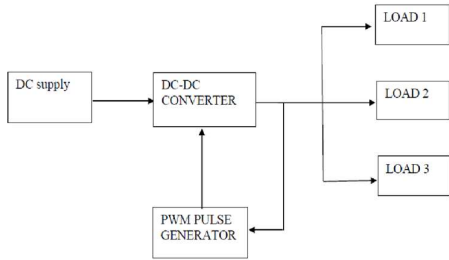 LOAD 1
DC supply
DC-DC
CONVERTER
LOAD 2
LOAD 3
PWM PULSE
GENERATOR